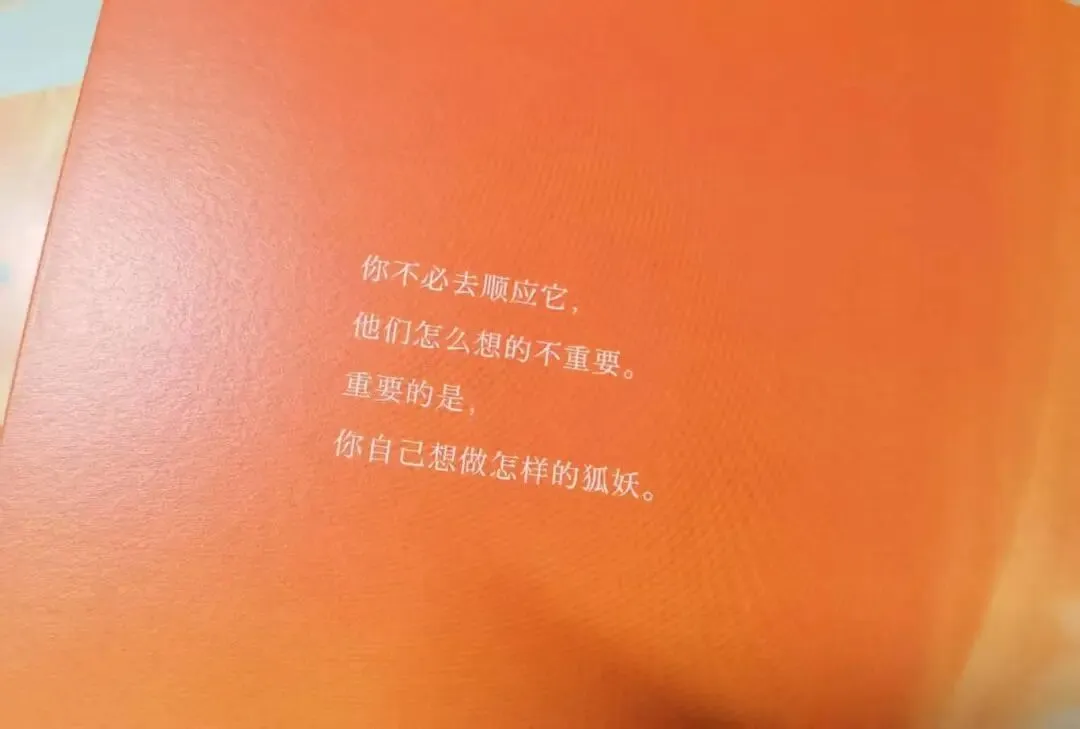 你不必去顺应它，
他们怎么想的不重要。
重要的是，
你自己想做怎样的狐妖。